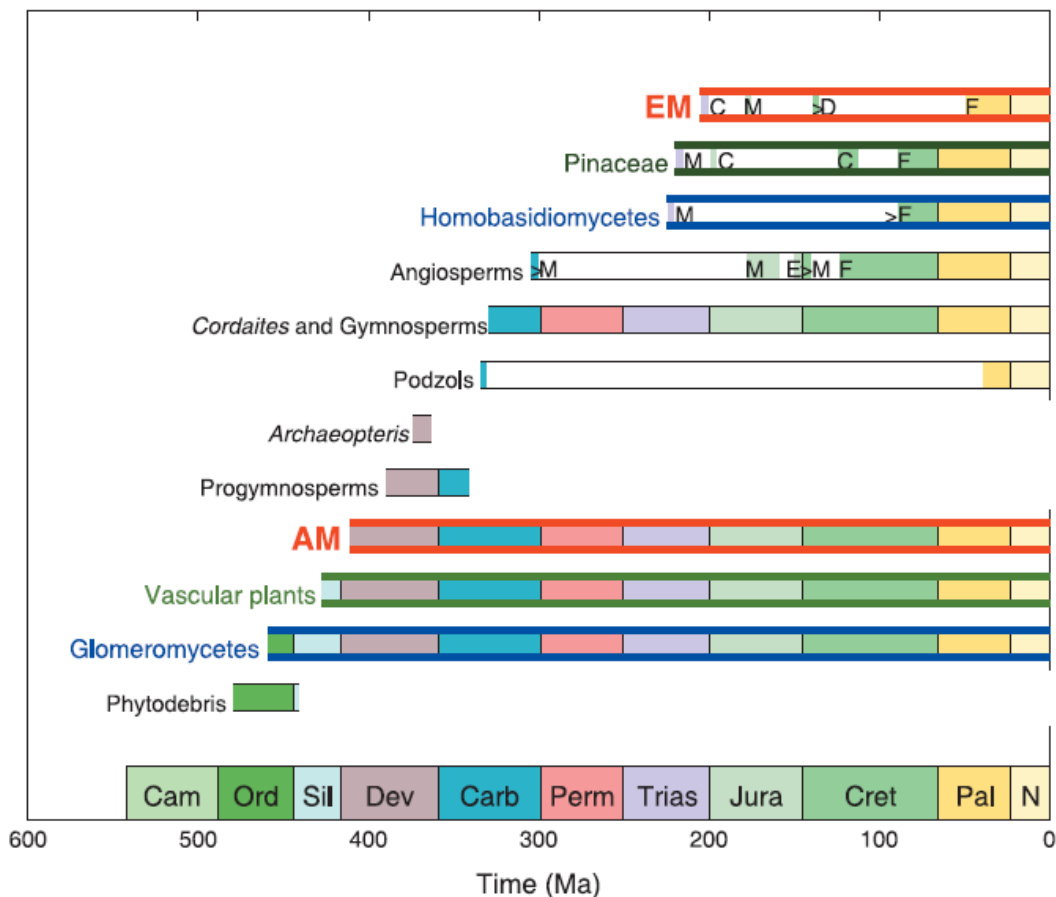 EM C M >D F
Pinaceae M C C F
Homobasidiomycetes M >F
Angiosperms >M M E>M F
Cordaites and Gymnosperms
Podzols
Archaeopteris
Progymnosperms
AM
Vascular plants
Glomeromycetes
Phytodebris
Cam Ord Sil Dev Carb Perm Trias Jura Cret Pal N
600 500 400 300 200 100 0
Time (Ma)